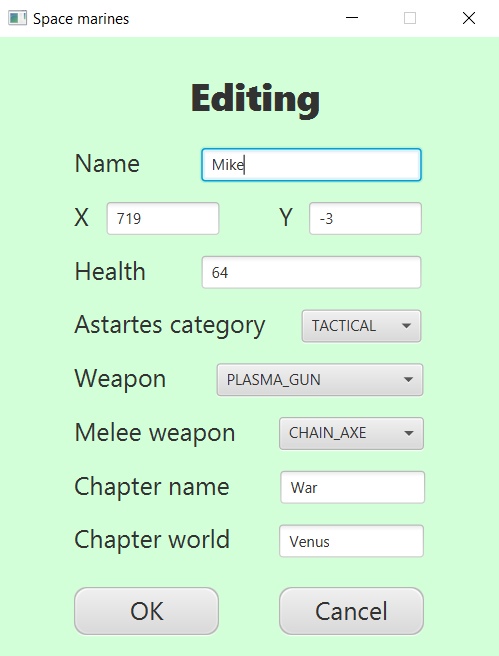 Space marines
Editing
Name Mike
X 719 Y -3
Health 64
Astartes category TACTICAL
Weapon PLASMA_GUN
Melee weapon CHAIN_AXE
Chapter name War
Chapter world Venus
OK Cancel